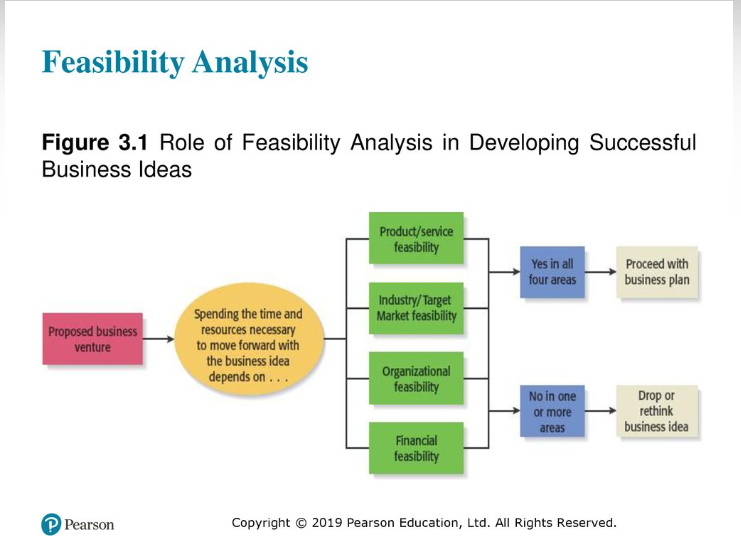 Feasibility Analysis
Figure 3.1 Role of Feasibility Analysis in Developing Successful
Business Ideas
Proposed business
venture
Spending the time and
resources necessary
to move forward with
the business idea
depends on . . .
Product/service
feasibility
Industry/Target
Market feasibility
Organizational
feasibility
Financial
feasibility
Yes in all
four areas
Proceed with
business plan
No in one
or more
areas
Drop or
rethink
business idea
P Pearson
Copyright © 2019 Pearson Education, Ltd. All Rights Reserved.